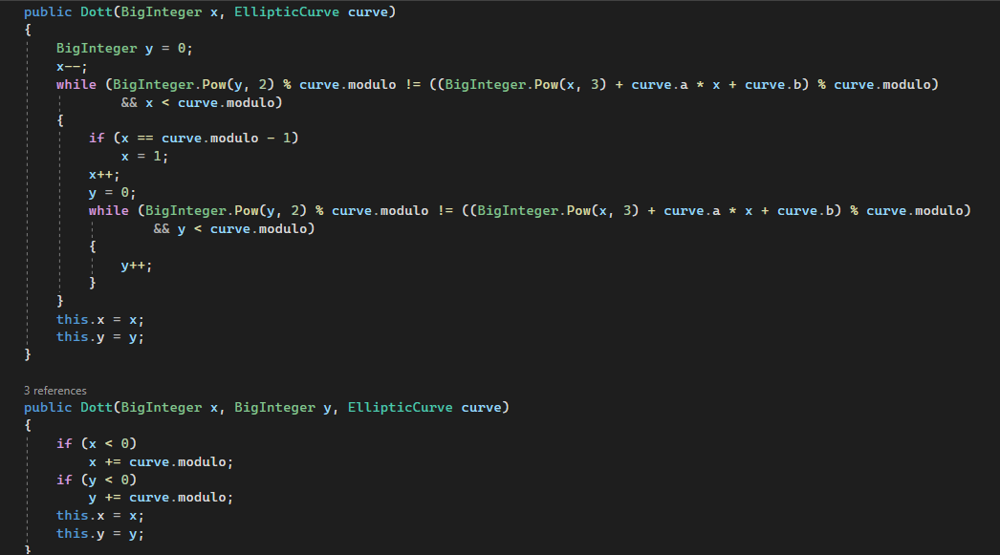 public Dott(BigInteger x, EllipticCurve curve)
{
BigInteger y = 0;
x--;
while (BigInteger.Pow(y, 2) % curve.modulo != ((BigInteger.Pow(x, 3) + curve.a * x + curve.b) % curve.modulo)
&& x < curve.modulo)
{
if (x == curve.modulo - 1)
x = 1;
x++;
y = 0;
while (BigInteger.Pow(y, 2) % curve.modulo != ((BigInteger.Pow(x, 3) + curve.a * x + curve.b) % curve.modulo)
&& y < curve.modulo)
{
y++;
}
}
this.x = x;
this.y = y;
}
3 references
public Dott(BigInteger x, BigInteger y, EllipticCurve curve)
{
if (x < 0)
x += curve.modulo;
if (y < 0)
y += curve.modulo;
this.x = x;
this.y = y;
}